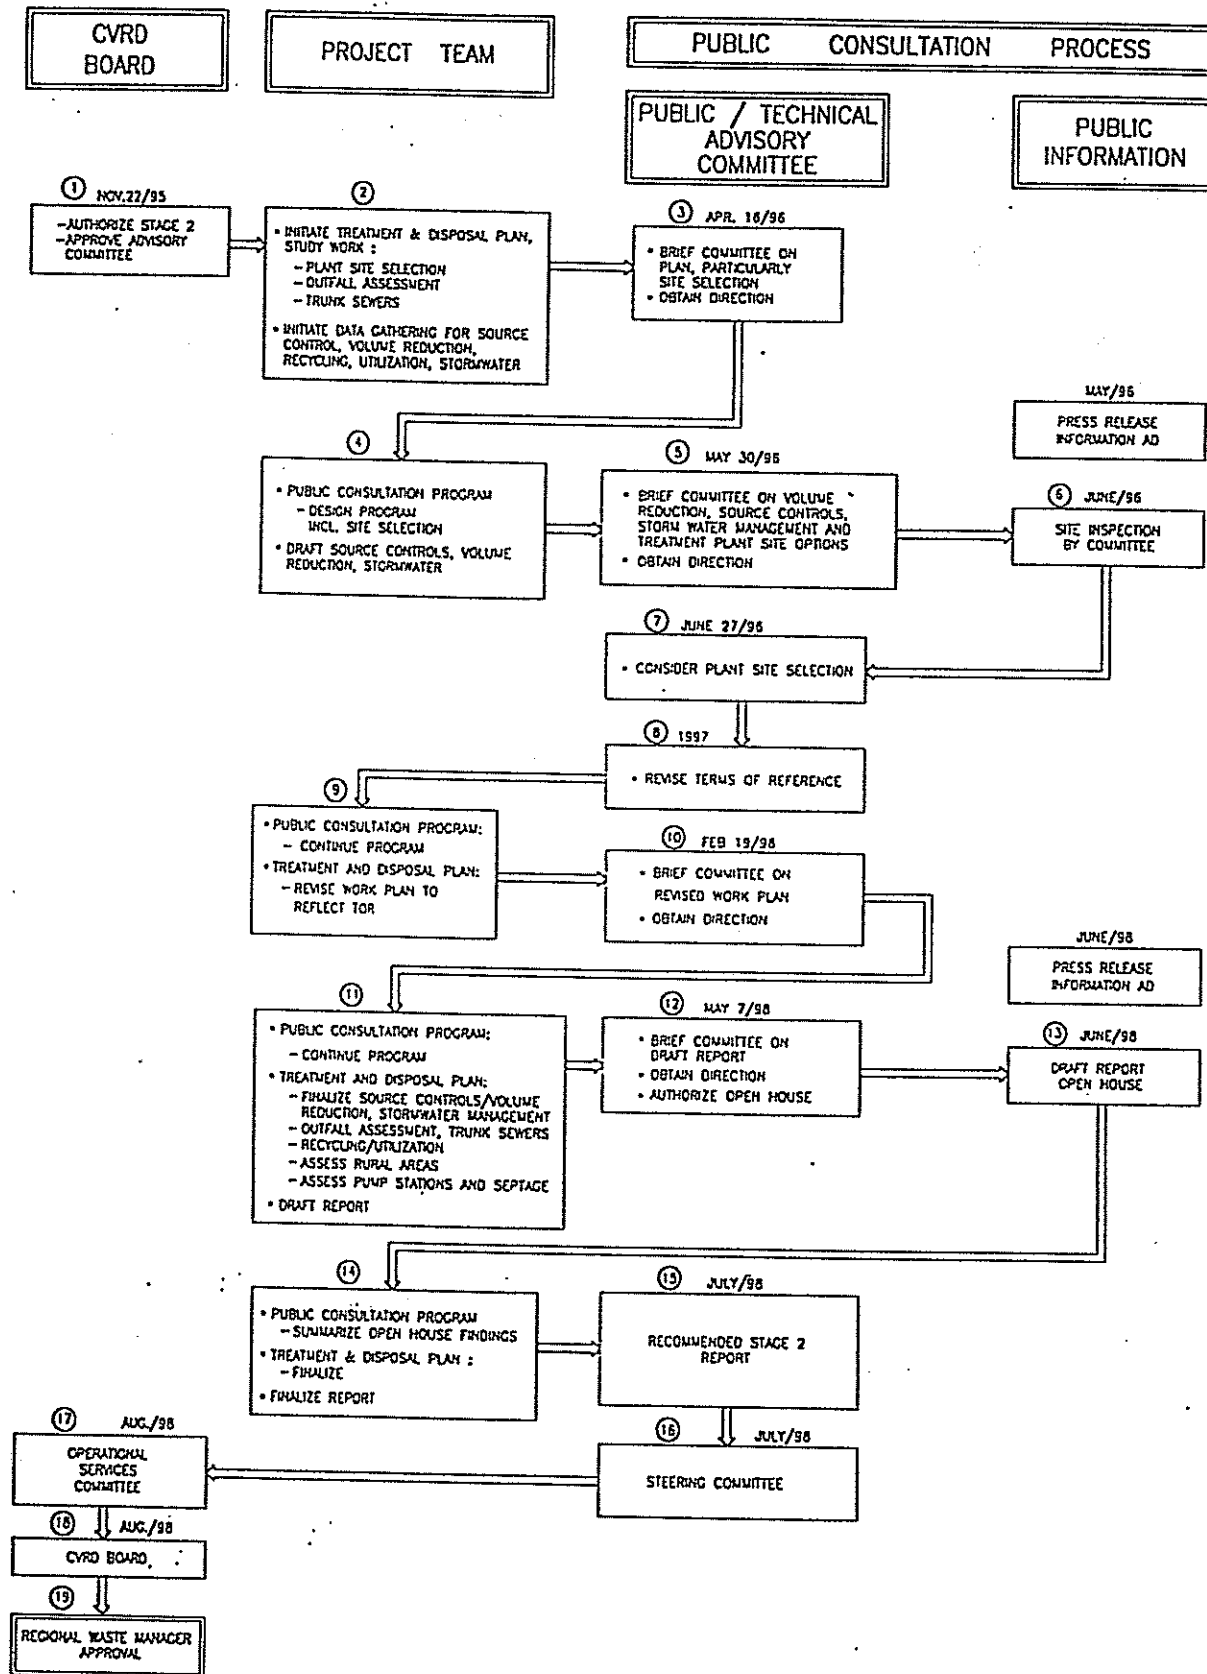 CVRD
BOARD
PROJECT TEAM
PUBLIC CONSULTATION PROCESS
PUBLIC / TECHNICAL
ADVISORY
COMMITTEE
PUBLIC
INFORMATION
1 NOV.22/95
-AUTHORIZE STAGE 2
-APPROVE ADVISORY
COMMITTEE
2
• INITIATE TREATMENT & DISPOSAL PLAN,
STUDY WORK :
- PLANT SITE SELECTION
- OUTFALL ASSESSMENT
- TRUNK SEWERS
• INITIATE DATA GATHERING FOR SOURCE
CONTROL, VOLUME REDUCTION,
RECYCLING, UTILIZATION, STORMWATER
3 APR. 18/96
• BRIEF COMMITTEE ON
PLAN, PARTICULARLY
SITE SELECTION
• OBTAIN DIRECTION
MAY/96
PRESS RELEASE
INFORMATION AD
4
• PUBLIC CONSULTATION PROGRAM
- DESIGN PROGRAM
INCL. SITE SELECTION
• DRAFT SOURCE CONTROLS, VOLUME
REDUCTION, STORMWATER
5 MAY 30/96
• BRIEF COMMITTEE ON VOLUME
REDUCTION, SOURCE CONTROLS,
STORM WATER MANAGEMENT AND
TREATMENT PLANT SITE OPTIONS
• OBTAIN DIRECTION
6 JUNE/96
SITE INSPECTION
BY COMMITTEE
7 JUNE 27/96
• CONSIDER PLANT SITE SELECTION
8 1997
• REVISE TERMS OF REFERENCE
9
• PUBLIC CONSULTATION PROGRAM:
- CONTINUE PROGRAM
• TREATMENT AND DISPOSAL PLAN:
- REVISE WORK PLAN TO
REFLECT TOR
10 FEB 19/98
• BRIEF COMMITTEE ON
REVISED WORK PLAN
• OBTAIN DIRECTION
JUNE/98
PRESS RELEASE
INFORMATION AD
11
• PUBLIC CONSULTATION PROGRAM:
- CONTINUE PROGRAM
• TREATMENT AND DISPOSAL PLAN:
- FINALIZE SOURCE CONTROLS/VOLUME
REDUCTION, STORMWATER MANAGEMENT
- OUTFALL ASSESSMENT, TRUNK SEWERS
- RECYCLING/UTILIZATION
- ASSESS RURAL AREAS
- ASSESS PUMP STATIONS AND SEPTAGE
• DRAFT REPORT
12 MAY 7/98
• BRIEF COMMITTEE ON
DRAFT REPORT
• OBTAIN DIRECTION
• AUTHORIZE OPEN HOUSE
13 JUNE/98
DRAFT REPORT
OPEN HOUSE
14
• PUBLIC CONSULTATION PROGRAM
- SUMMARIZE OPEN HOUSE FINDINGS
• TREATMENT & DISPOSAL PLAN :
- FINALIZE
• FINALIZE REPORT
15 JULY/98
RECOMMENDED STAGE 2
REPORT
16 JULY/98
STEERING COMMITTEE
17 AUG./98
OPERATIONAL
SERVICES
COMMITTEE
18 AUG./98
CVRD BOARD
19
REGIONAL WASTE MANAGER
APPROVAL